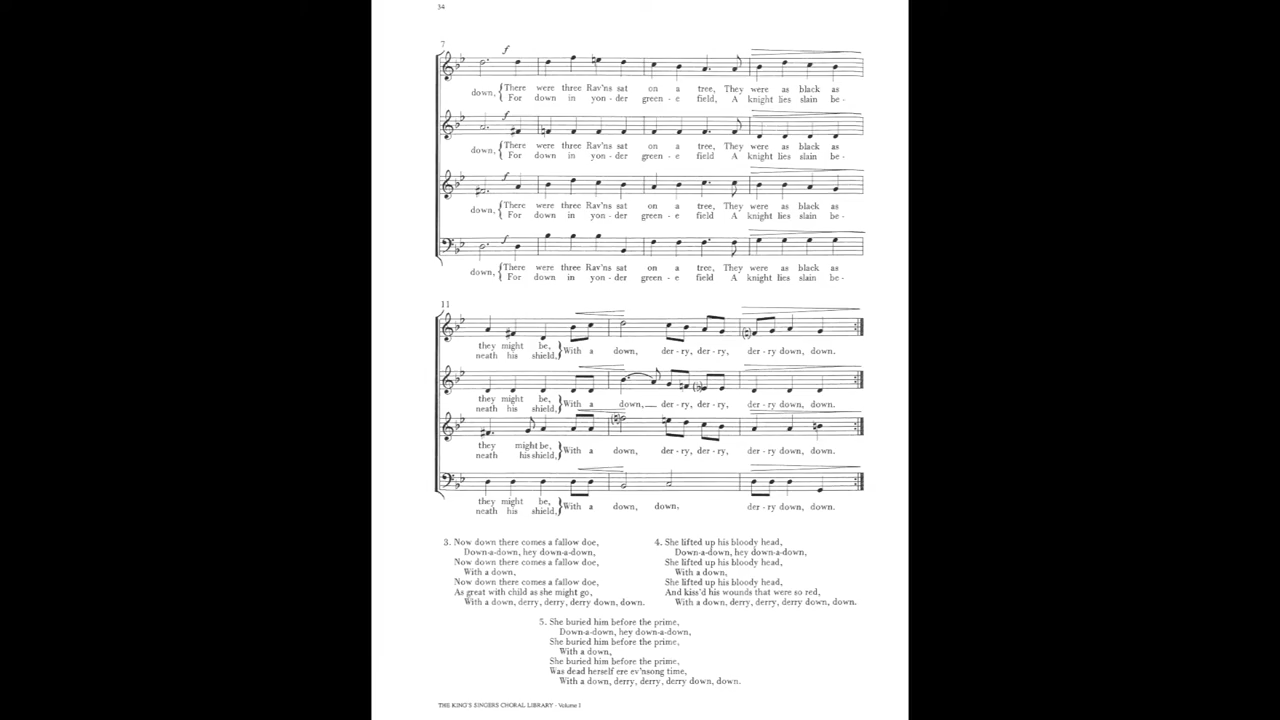 34
7
f
down, { There were three Rav'ns sat on a tree, They were as black as
For down in yon - der green - e field, A knight lies slain be -
f
down, { There were three Rav'ns sat on a tree, They were as black as
For down in yon - der green - e field A knight lies slain be -
f
down, { There were three Rav'ns sat on a tree, They were as black as
For down in yon - der green - e field A knight lies slain be -
f
down, { There were three Rav'ns sat on a tree, They were as black as
For down in yon - der green - e field A knight lies slain be -
11
they might be, } With a down, der - ry, der - ry, der - ry down, down.
neath his shield,
they might be, } With a down, der - ry, der - ry, der - ry down, down.
neath his shield,
they might be, } With a down, der - ry, der - ry, der - ry down, down.
neath his shield,
they might be, } With a down, down, der - ry down, down.
neath his shield,
3. Now down there comes a fallow doe,
Down-a-down, hey down-a-down,
Now down there comes a fallow doe,
With a down,
Now down there comes a fallow doe,
As great with child as she might go,
With a down, derry, derry, derry down, down.
4. She lifted up his bloody head,
Down-a-down, hey down-a-down,
She lifted up his bloody head,
With a down,
She lifted up his bloody head,
And kiss'd his wounds that were so red,
With a down, derry, derry, derry down, down.
5. She buried him before the prime,
Down-a-down, hey down-a-down,
She buried him before the prime,
With a down,
She buried him before the prime,
Was dead herself ere ev'nsong time,
With a down, derry, derry, derry down, down.
THE KING'S SINGERS CHORAL LIBRARY - Volume 1